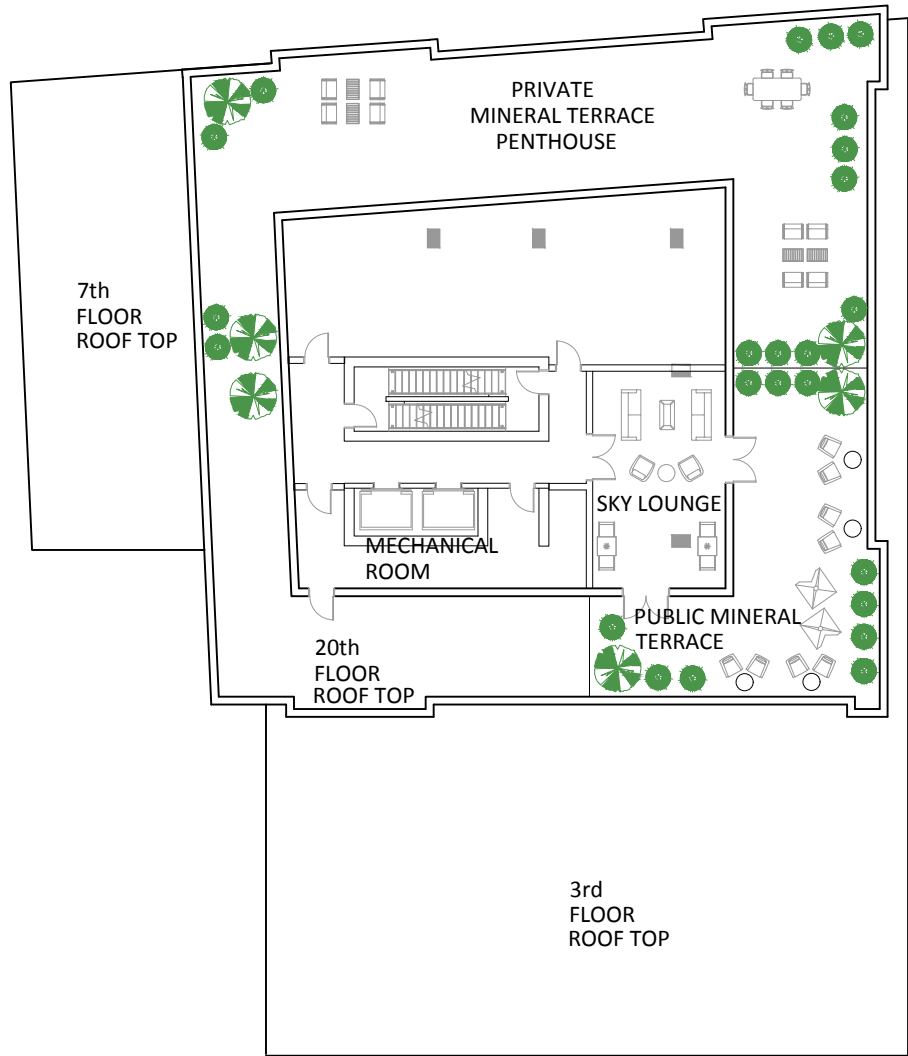 PRIVATE
MINERAL TERRACE
PENTHOUSE
7th
FLOOR
ROOF TOP
SKY LOUNGE
MECHANICAL
ROOM
PUBLIC MINERAL
TERRACE
20th
FLOOR
ROOF TOP
3rd
FLOOR
ROOF TOP